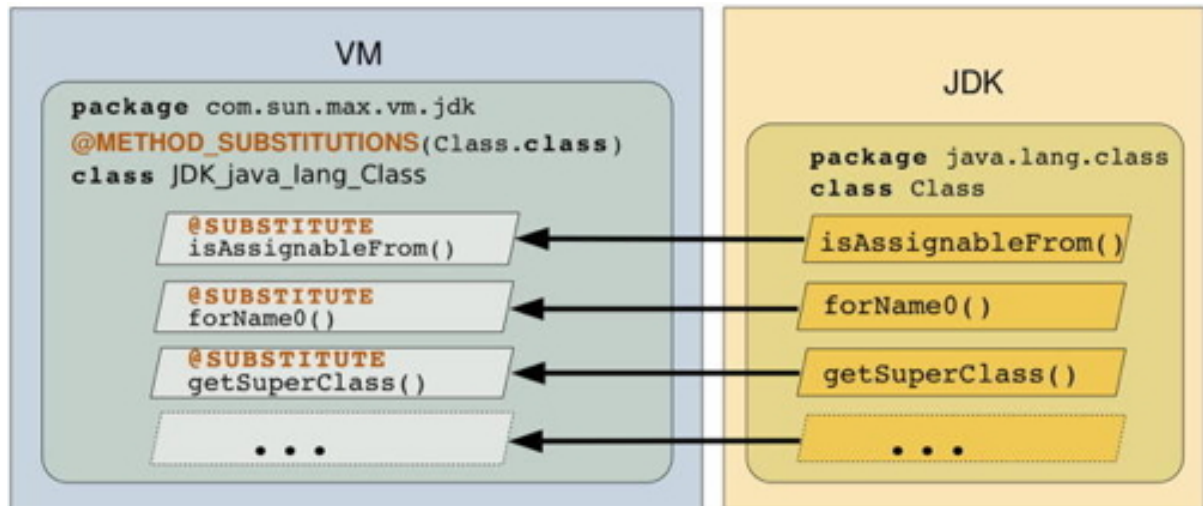 VM
package com.sun.max.vm.jdk
@METHOD_SUBSTITUTIONS(Class.class)
class JDK_java_lang_Class
@SUBSTITUTE
isAssignableFrom()
@SUBSTITUTE
forName0()
@SUBSTITUTE
getSuperClass()
...
JDK
package java.lang.class
class Class
isAssignableFrom()
forName0()
getSuperClass()
...